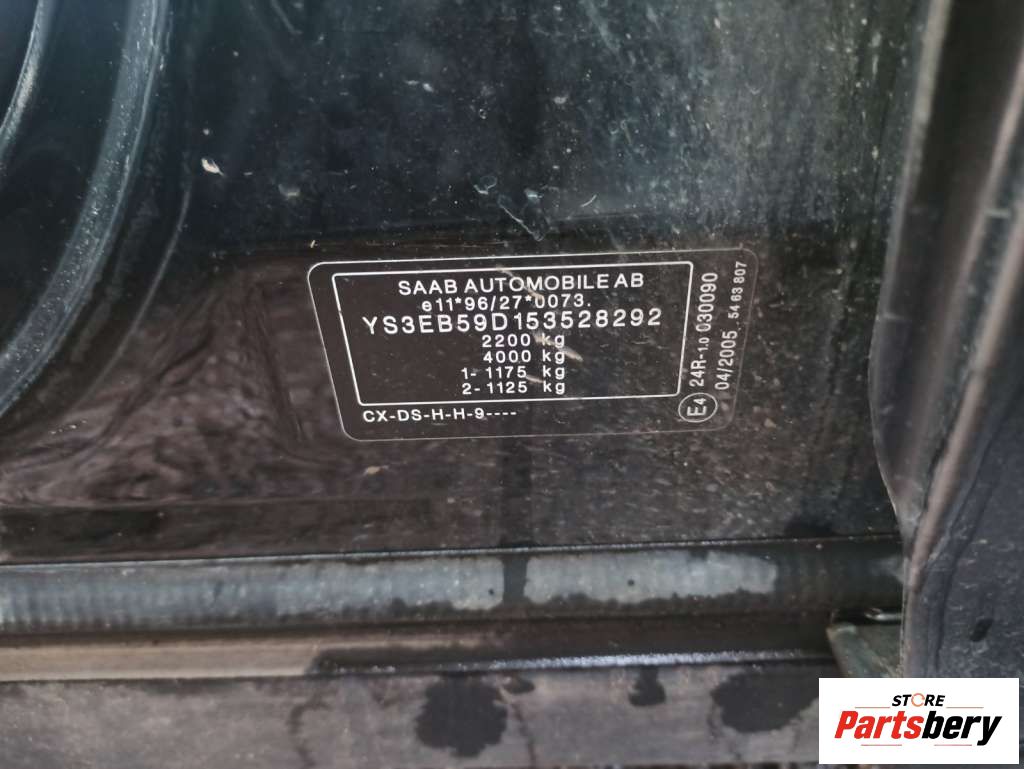 SAAB AUTOMOBILE AB
e11*96/27*0073.
YS3EB59D153528292
2200 kg
4000 kg
1- 1175 kg
2- 1125 kg
CX-DS-H-H-9----
E4 24R-1.0 030090
04/2005 5463807
STORE
Partsbery